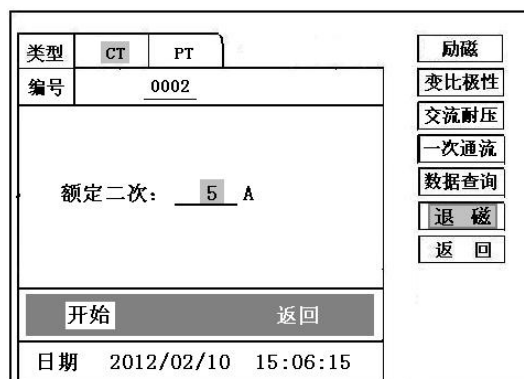 类型 CT PT
编号 0002
额定二次： 5 A
开始 返回
日期 2012/02/10 15:06:15
励磁
变比极性
交流耐压
一次通流
数据查询
退 磁
返 回